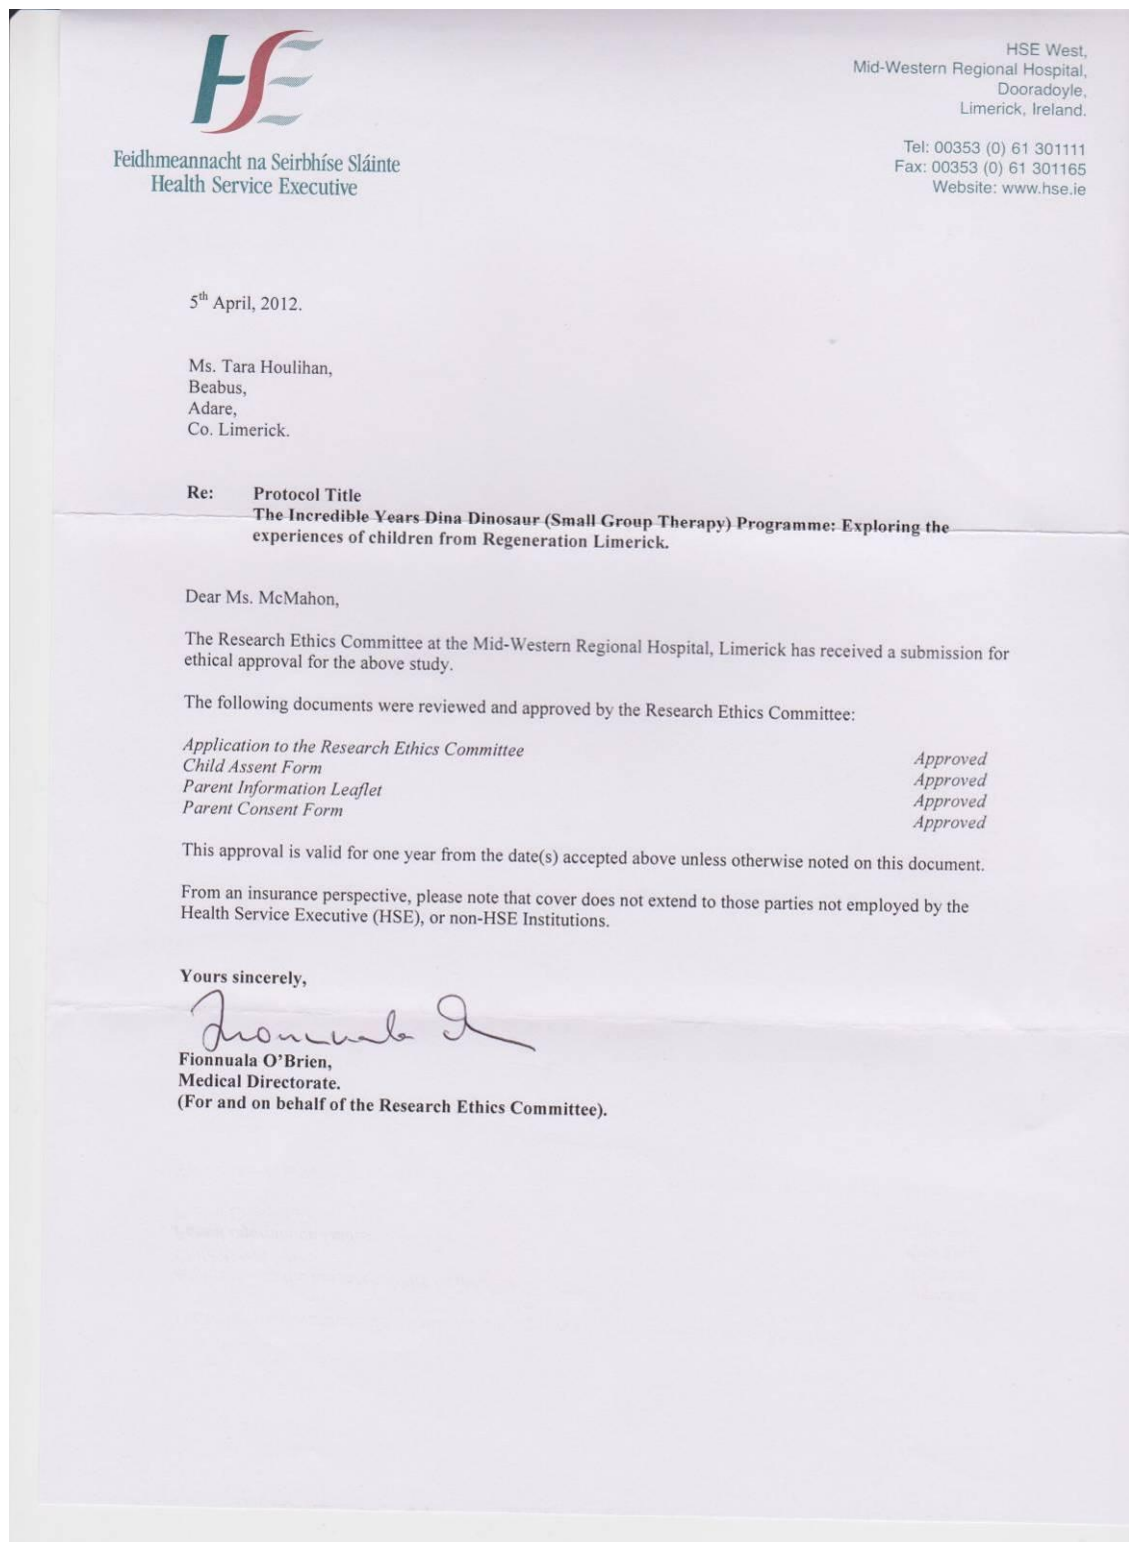 HSE
Feidhmeannacht na Seirbhíse Sláinte
Health Service Executive
HSE West,
Mid-Western Regional Hospital,
Dooradoyle,
Limerick, Ireland.
Tel: 00353 (0) 61 301111
Fax: 00353 (0) 61 301165
Website: www.hse.ie
5th April, 2012.
Ms. Tara Houlihan,
Beabus,
Adare,
Co. Limerick.
Re: Protocol Title
The Incredible Years Dina Dinosaur (Small Group Therapy) Programme: Exploring the
experiences of children from Regeneration Limerick.
Dear Ms. McMahon,
The Research Ethics Committee at the Mid-Western Regional Hospital, Limerick has received a submission for
ethical approval for the above study.
The following documents were reviewed and approved by the Research Ethics Committee:
Application to the Research Ethics Committee Approved
Child Assent Form Approved
Parent Information Leaflet Approved
Parent Consent Form Approved
This approval is valid for one year from the date(s) accepted above unless otherwise noted on this document.
From an insurance perspective, please note that cover does not extend to those parties not employed by the
Health Service Executive (HSE), or non-HSE Institutions.
Yours sincerely,
Fionnuala O'Brien,
Medical Directorate.
(For and on behalf of the Research Ethics Committee).